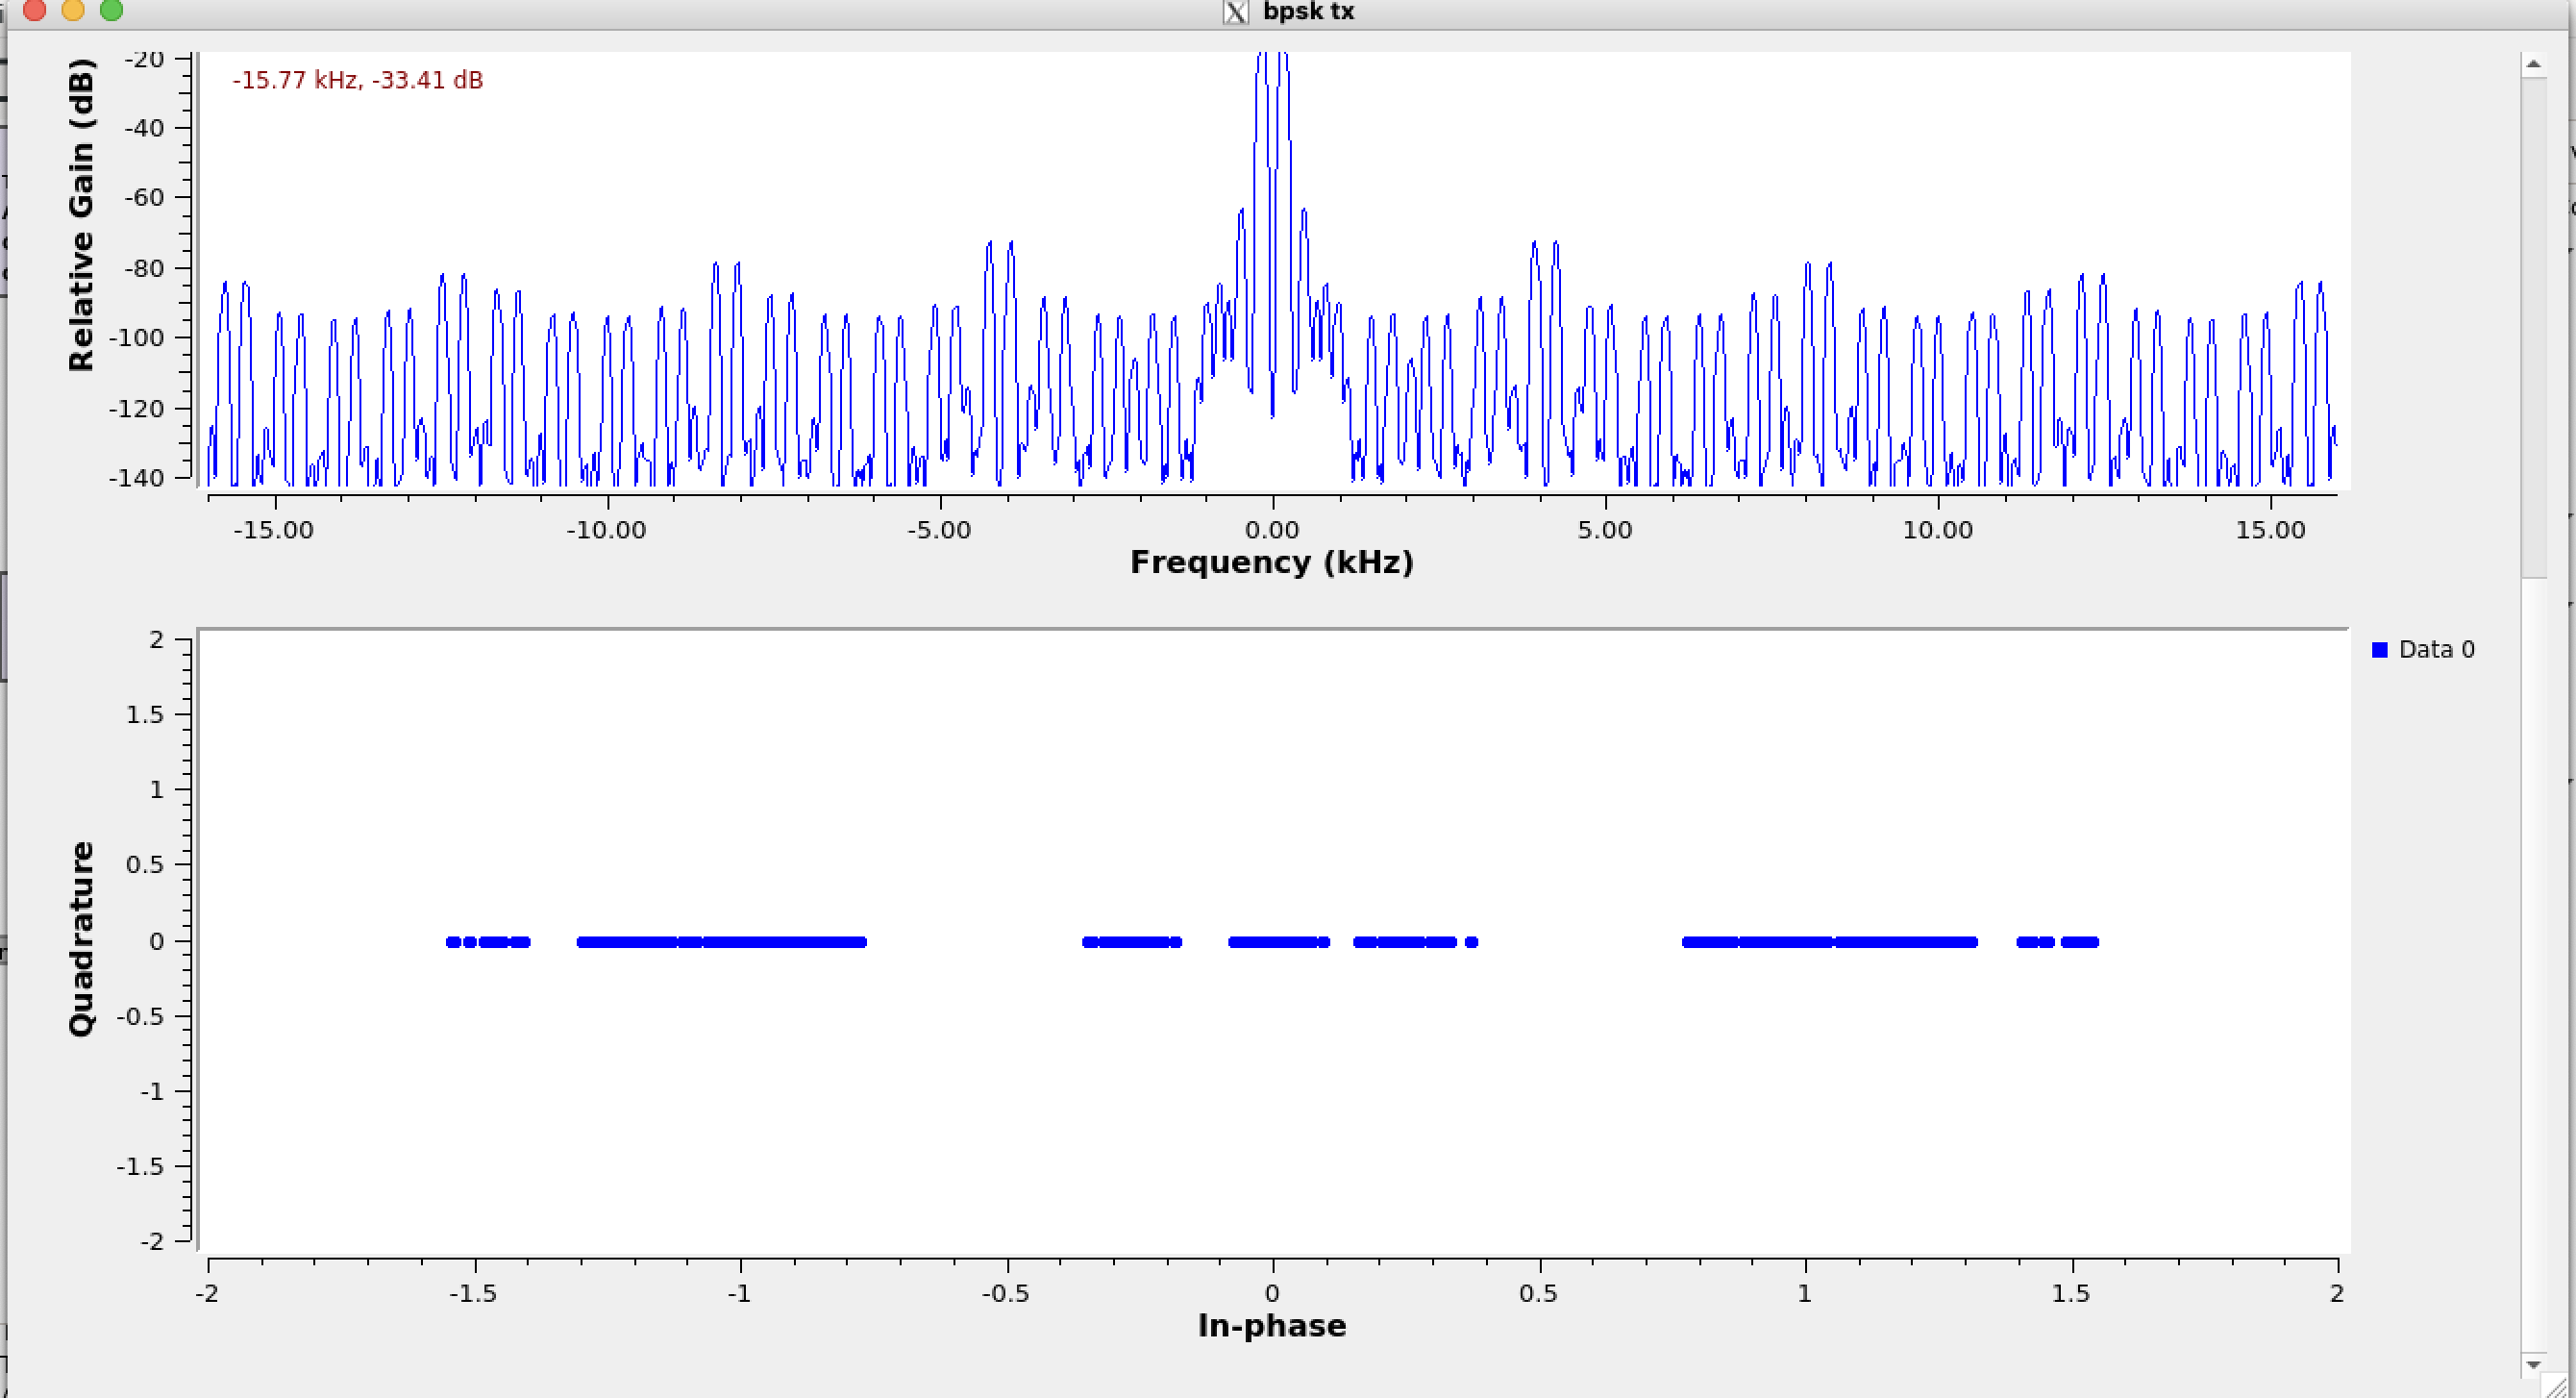 bpsk tx
Relative Gain (dB)
-20
-40
-60
-80
-100
-120
-140
-15.77 kHz, -33.41 dB
-15.00 -10.00 -5.00 0.00 5.00 10.00 15.00
Frequency (kHz)
Quadrature
2
1.5
1
0.5
0
-0.5
-1
-1.5
-2
Data 0
-2 -1.5 -1 -0.5 0 0.5 1 1.5 2
In-phase